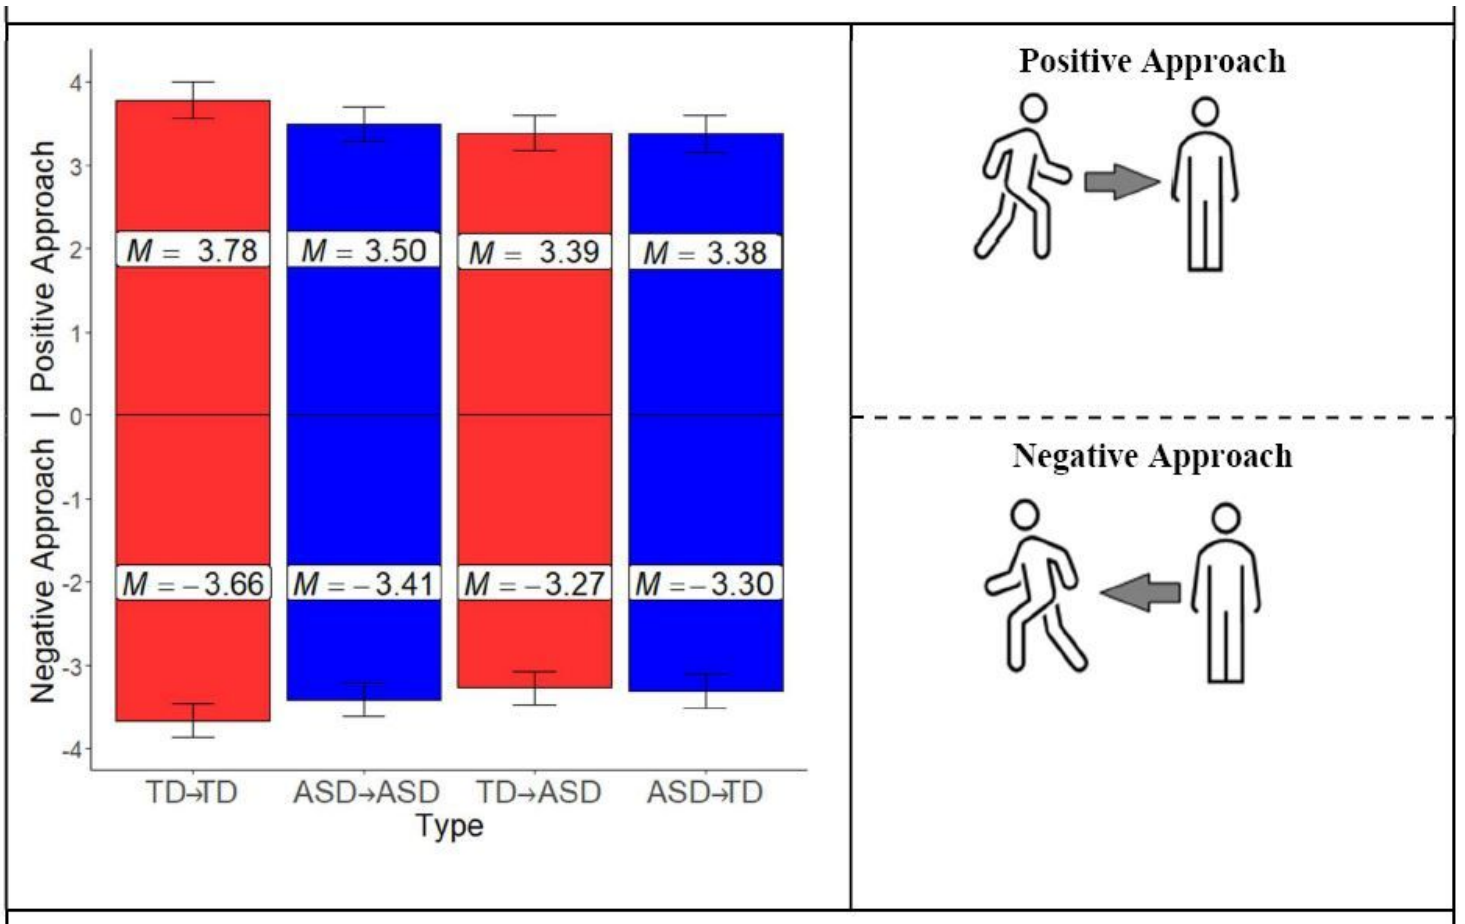 Negative Approach | Positive Approach
4
3
2
1
0
-1
-2
-3
-4
M = 3.78
M = 3.50
M = 3.39
M = 3.38
M = −3.66
M = −3.41
M = −3.27
M = −3.30
TD→TD
ASD→ASD
TD→ASD
ASD→TD
Type
Positive Approach
Negative Approach